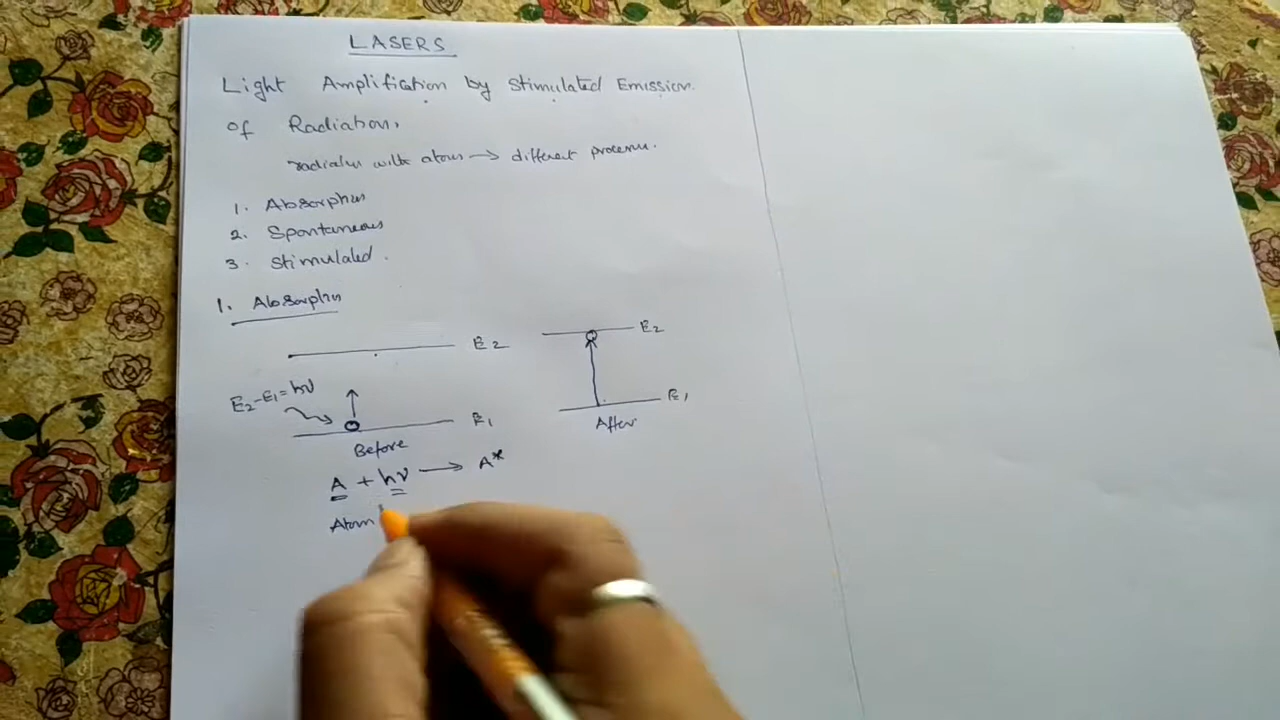 LASERS
Light Amplification by Stimulated Emission
of Radiation.
radiation with atom → different process.
1. Absorption
2. Spontaneous
3. Stimulated.
1. Absorption
E2
E2
E2-E1=hν
E1
E1
Before
After
A + hν → A*
Atom